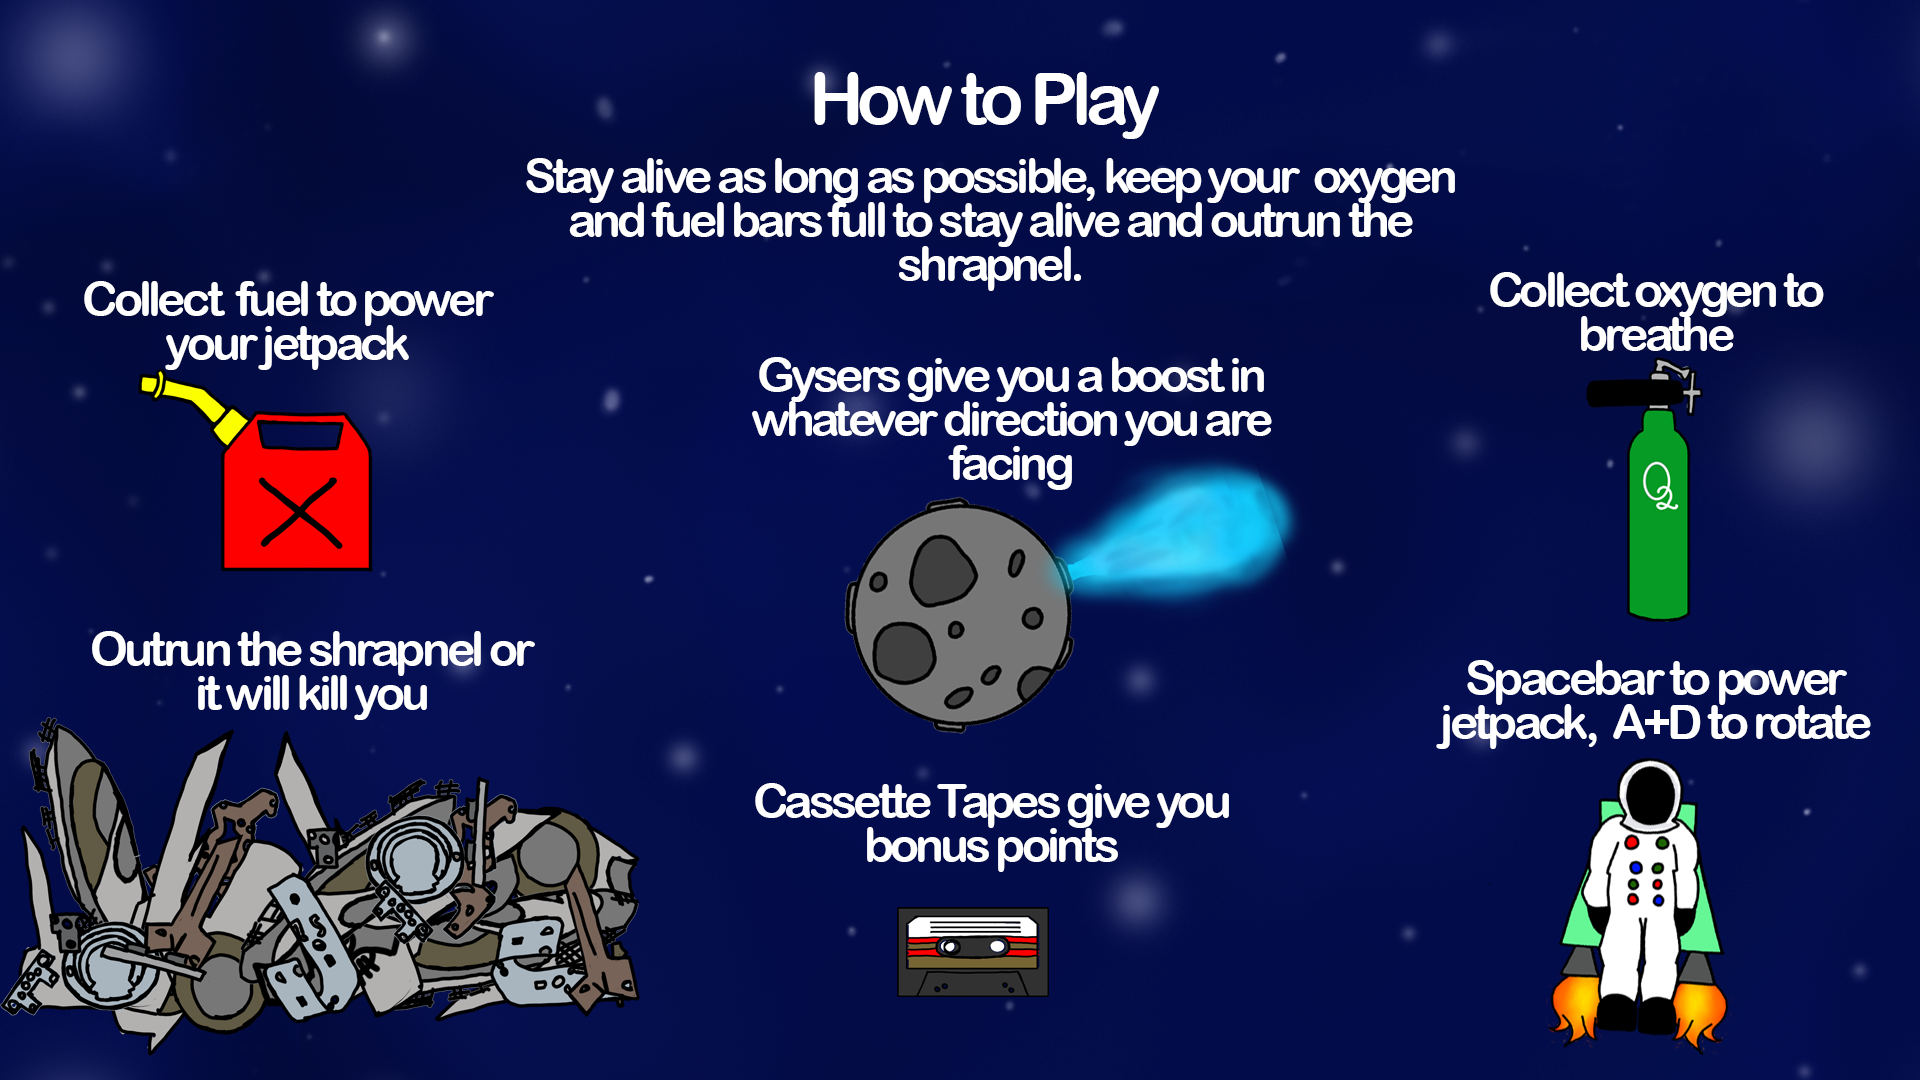 How to Play
Stay alive as long as possible, keep your oxygen
and fuel bars full to stay alive and outrun the
shrapnel.
Collect fuel to power
your jetpack
Gysers give you a boost in
whatever direction you are
facing
Collect oxygen to
breathe
Outrun the shrapnel or
it will kill you
Cassette Tapes give you
bonus points
Spacebar to power
jetpack, A+D to rotate